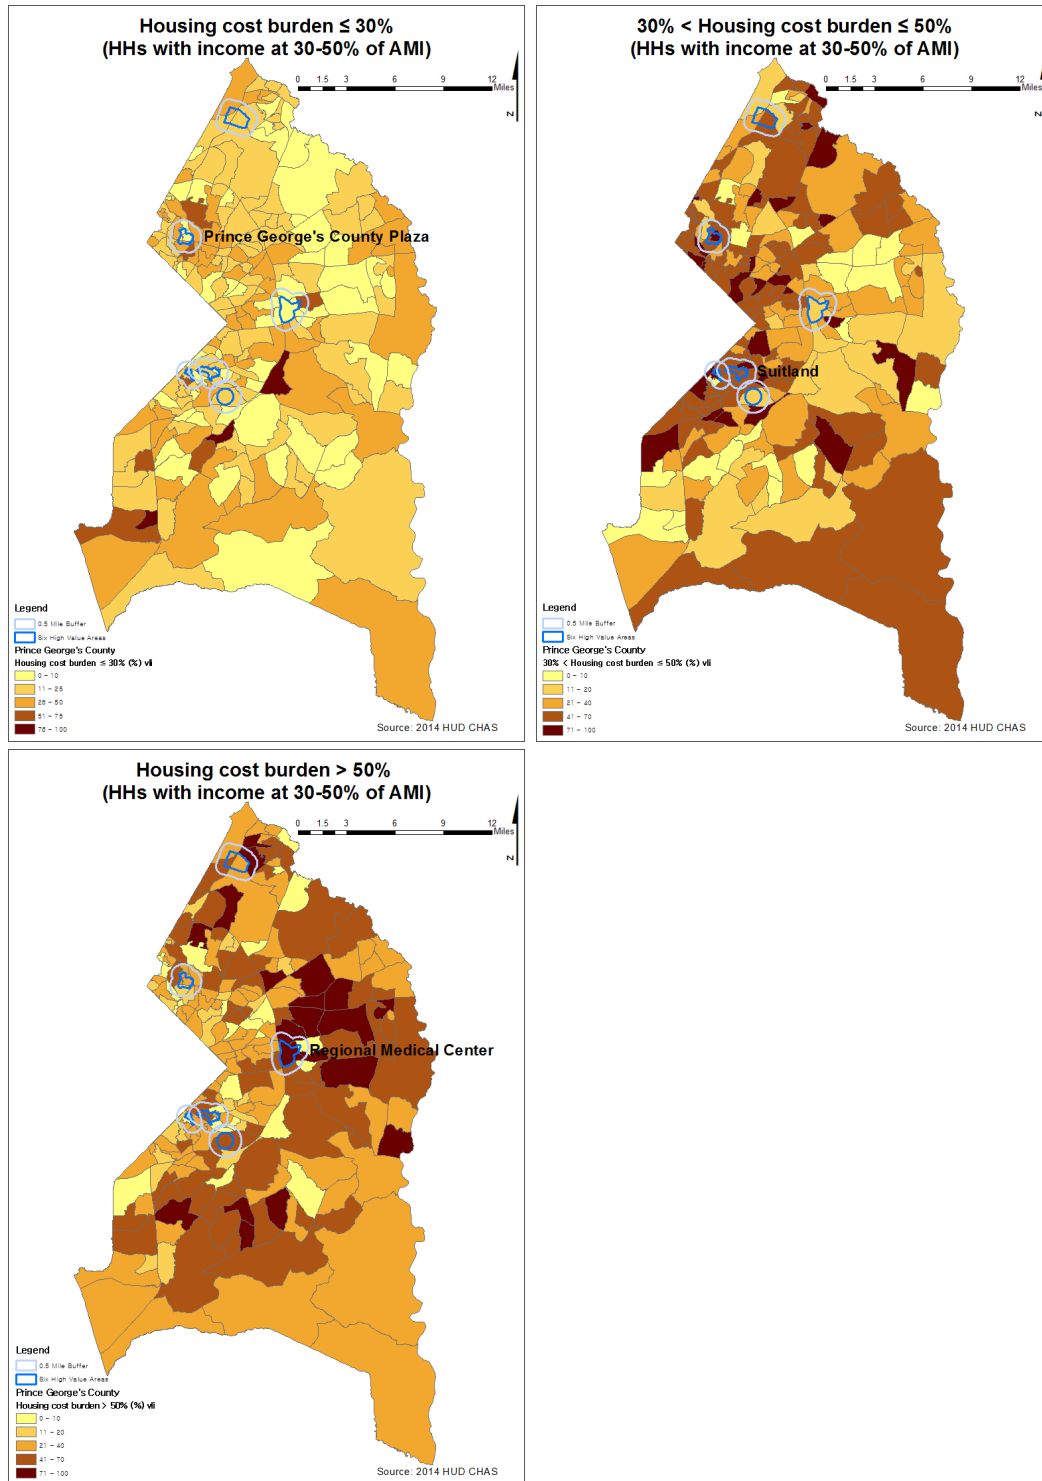 Housing cost burden ≤ 30%
(HHs with income at 30-50% of AMI)
0 1.5 3 6 9 12
Miles
N
Prince George's County Plaza
Legend
0.5 Mile Buffer
Six High Value Areas
Prince George's County
Housing cost burden ≤ 30% (%) vli
0 - 10
11 - 25
26 - 50
51 - 75
76 - 100
Source: 2014 HUD CHAS
30% < Housing cost burden ≤ 50%
(HHs with income at 30-50% of AMI)
0 1.5 3 6 9 12
Miles
N
Suitland
Legend
0.5 Mile Buffer
Six High Value Areas
Prince George's County
30% < Housing cost burden ≤ 50% (%) vli
0 - 10
11 - 20
21 - 40
41 - 70
71 - 100
Source: 2014 HUD CHAS
Housing cost burden > 50%
(HHs with income at 30-50% of AMI)
0 1.5 3 6 9 12
Miles
N
Regional Medical Center
Legend
0.5 Mile Buffer
Six High Value Areas
Prince George's County
Housing cost burden > 50% (%) vli
0 - 10
11 - 20
21 - 40
41 - 70
71 - 100
Source: 2014 HUD CHAS